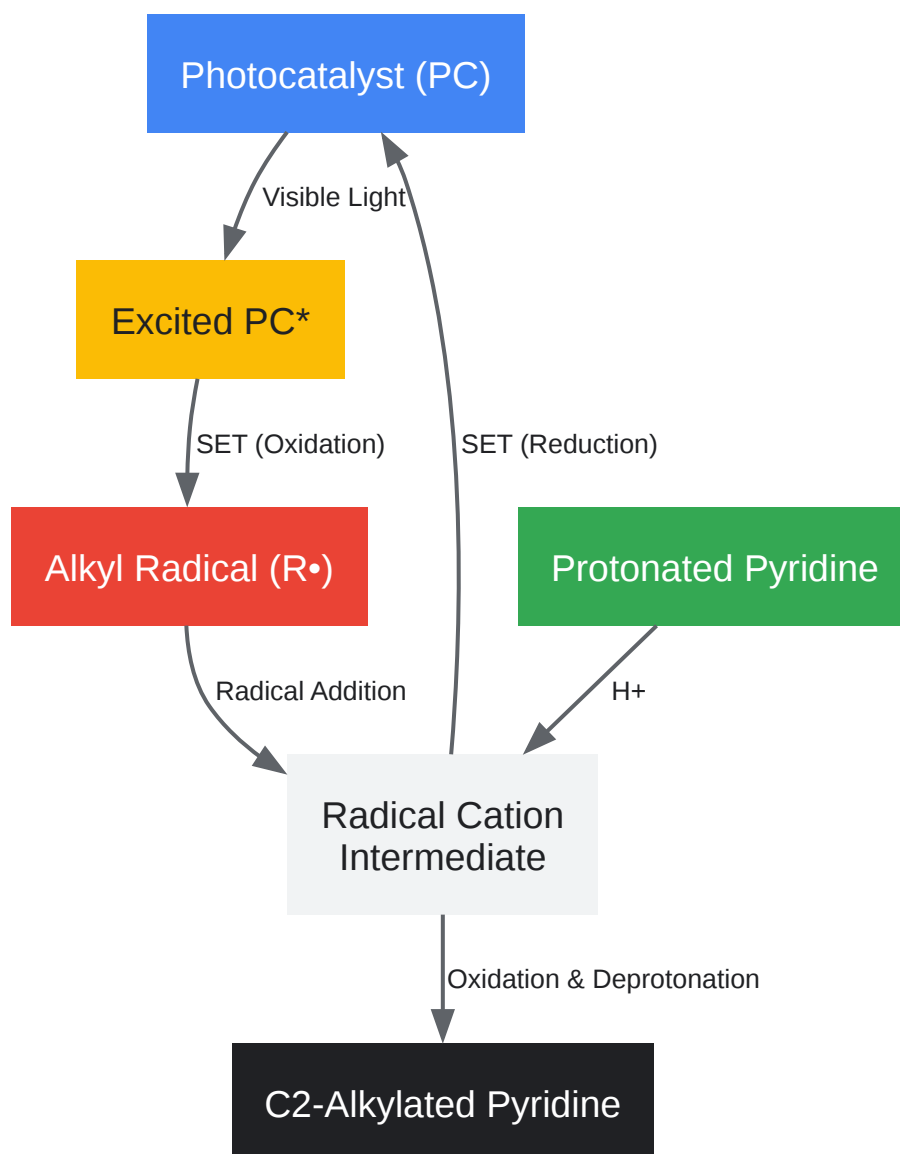 Photocatalyst (PC)
Visible Light
Excited PC*
SET (Oxidation)
SET (Reduction)
Alkyl Radical (R•)
Protonated Pyridine
Radical Addition
H+
Radical Cation
Intermediate
Oxidation & Deprotonation
C2-Alkylated Pyridine